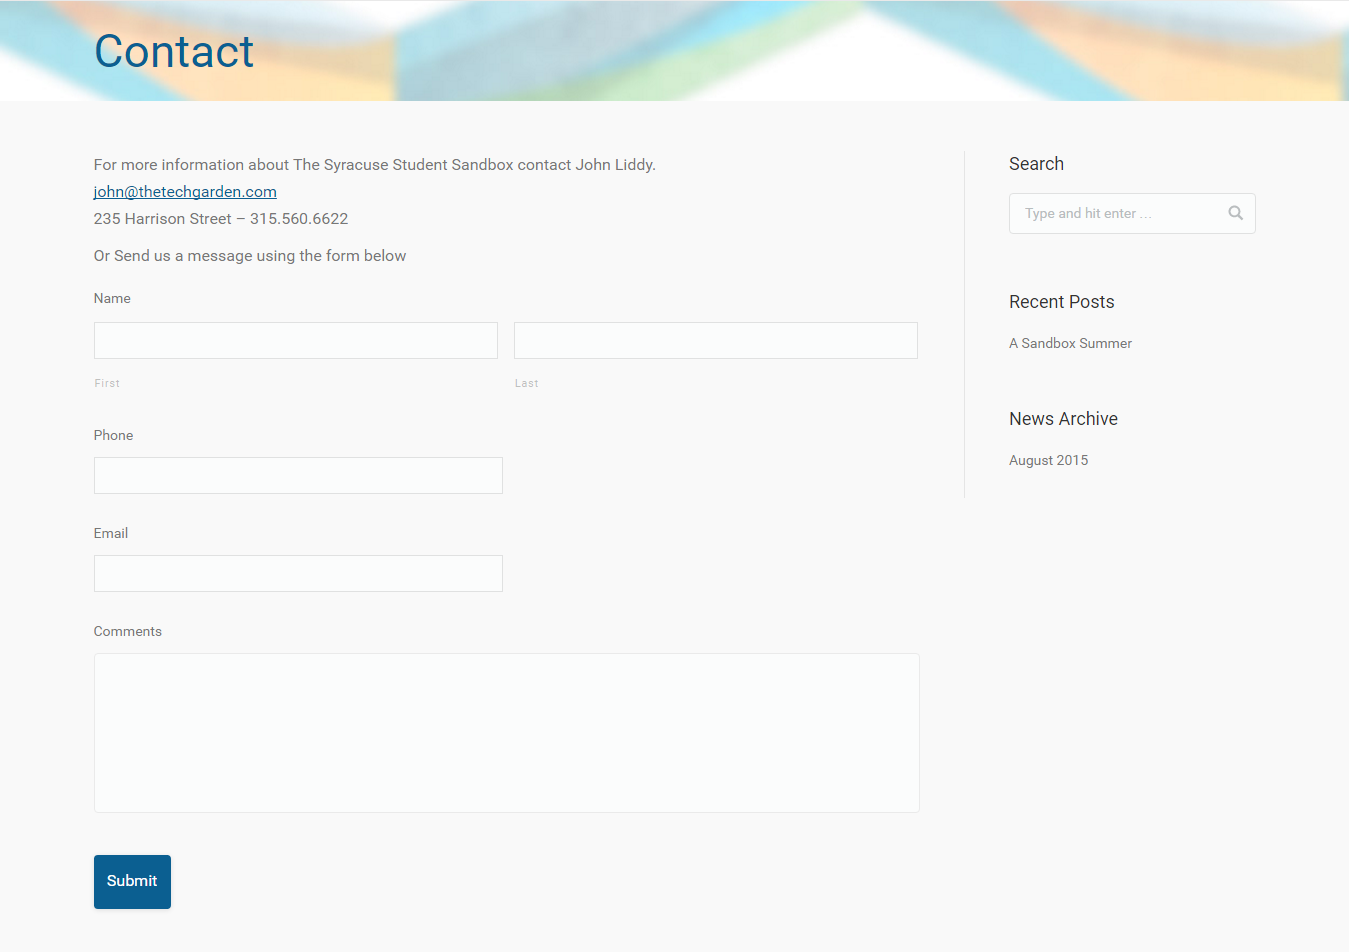 Contact
For more information about The Syracuse Student Sandbox contact John Liddy.
john@thetechgarden.com
235 Harrison Street – 315.560.6622
Or Send us a message using the form below
Name
First
Last
Phone
Email
Comments
Submit
Search
Type and hit enter …
Recent Posts
A Sandbox Summer
News Archive
August 2015